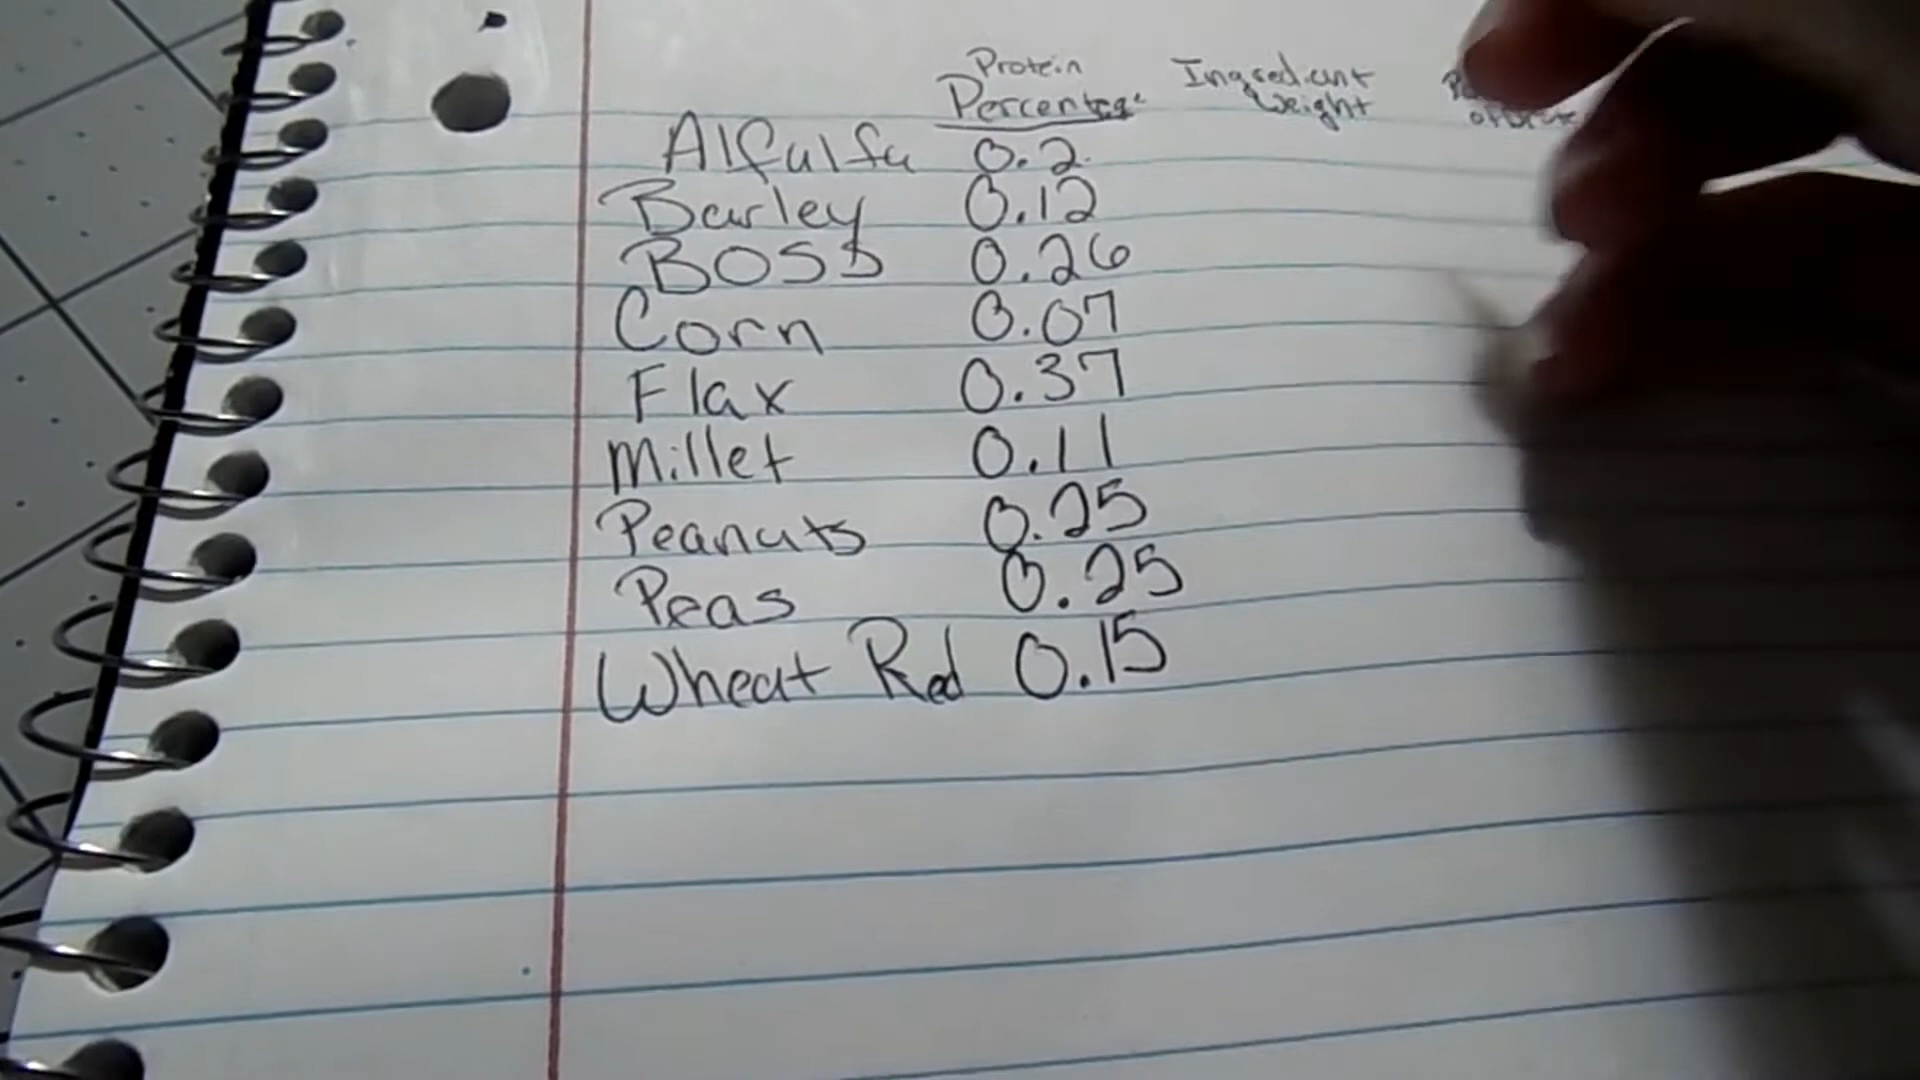 Protein
Percentage
Ingredient
Weight
Alfulfa 0.2
Barley 0.12
BOSS 0.26
Corn 0.07
Flax 0.37
Millet 0.11
Peanuts 0.25
Peas 0.25
Wheat Red 0.15